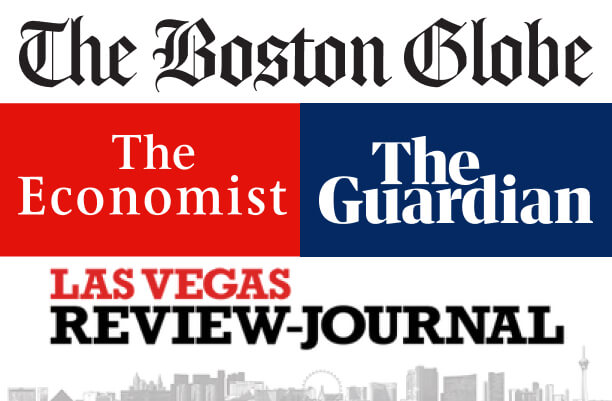 The Boston Globe
The
Economist
The
Guardian
LAS VEGAS
REVIEW-JOURNAL